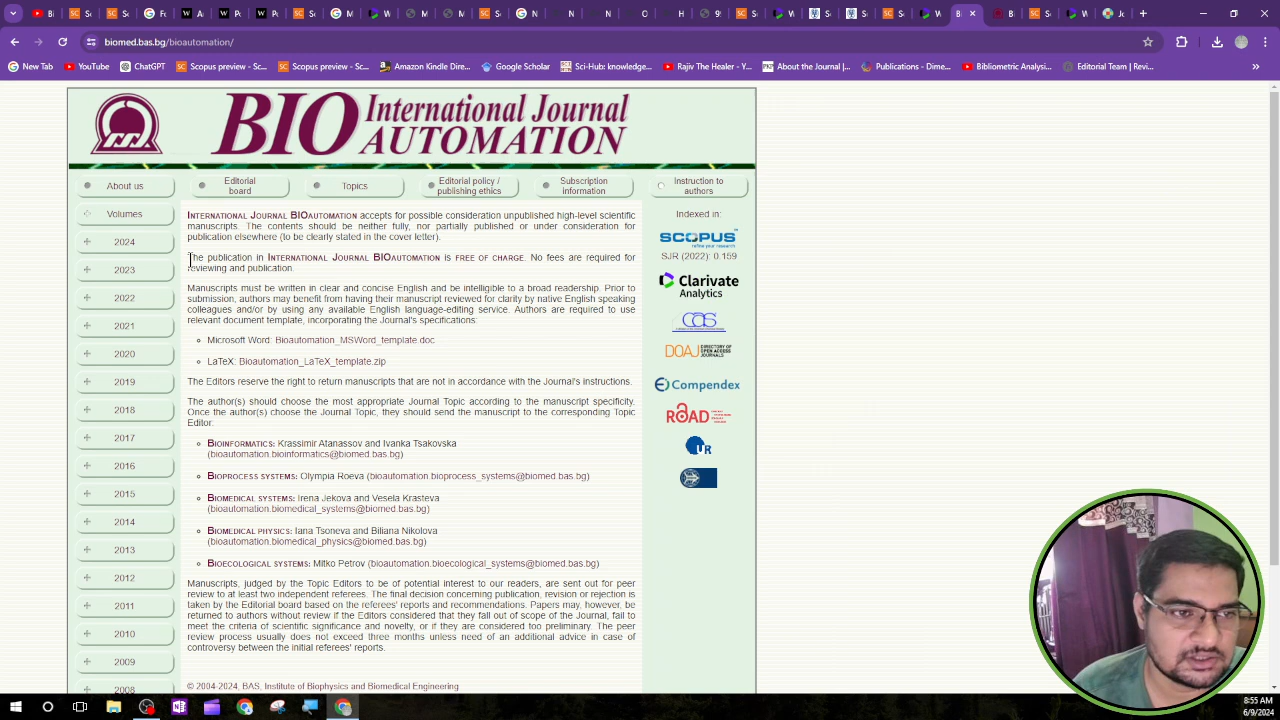 Bi
Sc
Sc
G
A
Po
W
Po
Sc
M
W
M
Sc
N
N
N
N
O
H
9
Sc
W
Sc
W
B
B
Sc
W
Jo
biomed.bas.bg/bioautomation/
New Tab
YouTube
ChatGPT
Scopus preview - Sc...
Scopus preview - Sc...
Amazon Kindle Dire...
Google Scholar
Sci-Hub: knowledge...
Rajiv The Healer - Y...
About the Journal |...
Publications - Dime...
Bibliometric Analysi...
Editorial Team | Revi...
BIO International Journal
AUTOMATION
About us
Editorial
board
Topics
Editorial policy /
publishing ethics
Subscription
information
Instruction to
authors
Volumes
2024
2023
2022
2021
2020
2019
2018
2017
2016
2015
2014
2013
2012
2011
2010
2009
2008
INTERNATIONAL JOURNAL BIOAUTOMATION accepts for possible consideration unpublished high-level scientific
manuscripts. The contents should be neither fully, nor partially published or under consideration for
publication elsewhere (to be clearly stated in the cover letter).
The publication in INTERNATIONAL JOURNAL BIOAUTOMATION is FREE OF CHARGE. No fees are required for
reviewing and publication.
Manuscripts must be written in clear and concise English and be intelligible to a broad readership. Prior to
submission, authors may benefit from having their manuscript reviewed for clarity by native English speaking
colleagues and/or by using any available English language-editing service. Authors are required to use
relevant document template, incorporating the Journal's specifications:
Microsoft Word: Bioautomation_MSWord_template.doc
LaTeX: Bioautomation_LaTeX_template.zip
The Editors reserve the right to return manuscripts that are not in accordance with the Journal's instructions.
The author(s) should choose the most appropriate Journal Topic according to the manuscript specificity.
Once the author(s) choose the Journal Topic, they should send the manuscript to the corresponding Topic
Editor:
BIOINFORMATICS: Krassimir Atanassov and Ivanka Tsakovska
(bioautomation.bioinformatics@biomed.bas.bg)
BIOPROCESS SYSTEMS: Olympia Roeva (bioautomation.bioprocess_systems@biomed.bas.bg)
BIOMEDICAL SYSTEMS: Irena Jekova and Vesela Krasteva
(bioautomation.biomedical_systems@biomed.bas.bg)
BIOMEDICAL PHYSICS: Iana Tsoneva and Biliana Nikolova
(bioautomation.biomedical_physics@biomed.bas.bg)
BIOECOLOGICAL SYSTEMS: Mitko Petrov (bioautomation.bioecological_systems@biomed.bas.bg)
Manuscripts, judged by the Topic Editors to be of potential interest to our readers, are sent out for peer
review to at least two independent referees. The final decision concerning publication, revision or rejection is
taken by the Editorial board based on the referees' reports and recommendations. Papers may, however, be
returned to authors without review if the Editors considered that they fall out of scope of the Journal, fail to
meet the criteria of scientific significance and novelty, or if they are considered too preliminary. The peer
review process usually does not exceed three months unless need of an additional advice in case of
controversy between the initial referees' reports.
© 2004-2024, BAS, Institute of Biophysics and Biomedical Engineering
Indexed in:
SCOPUS
SJR (2022): 0.159
Clarivate
Analytics
CAS
DOAJ DIRECTORY OF OPEN ACCESS JOURNALS
Compendex
ROAD
UR
8:55 AM
6/9/2024